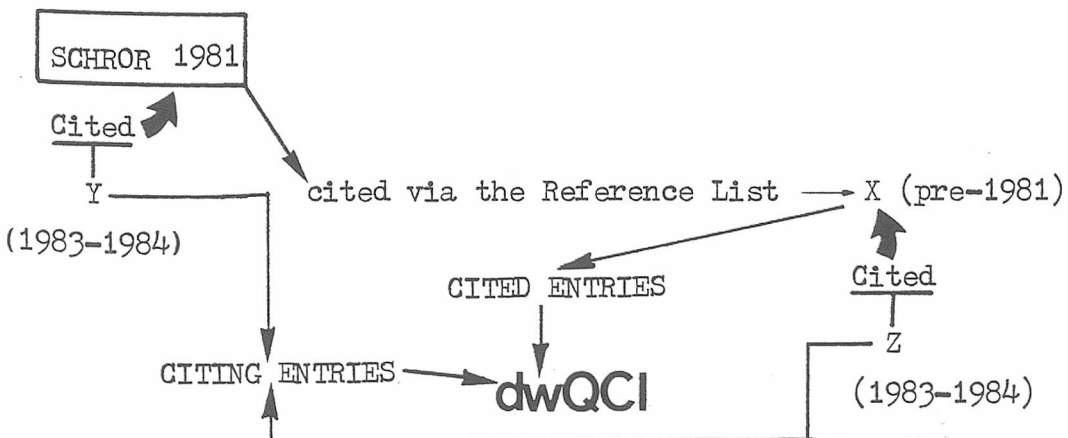 SCHROR 1981
Cited
Y
cited via the Reference List
X (pre-1981)
(1983-1984)
Cited
CITED ENTRIES
Z
CITING ENTRIES
dwQCI
(1983-1984)